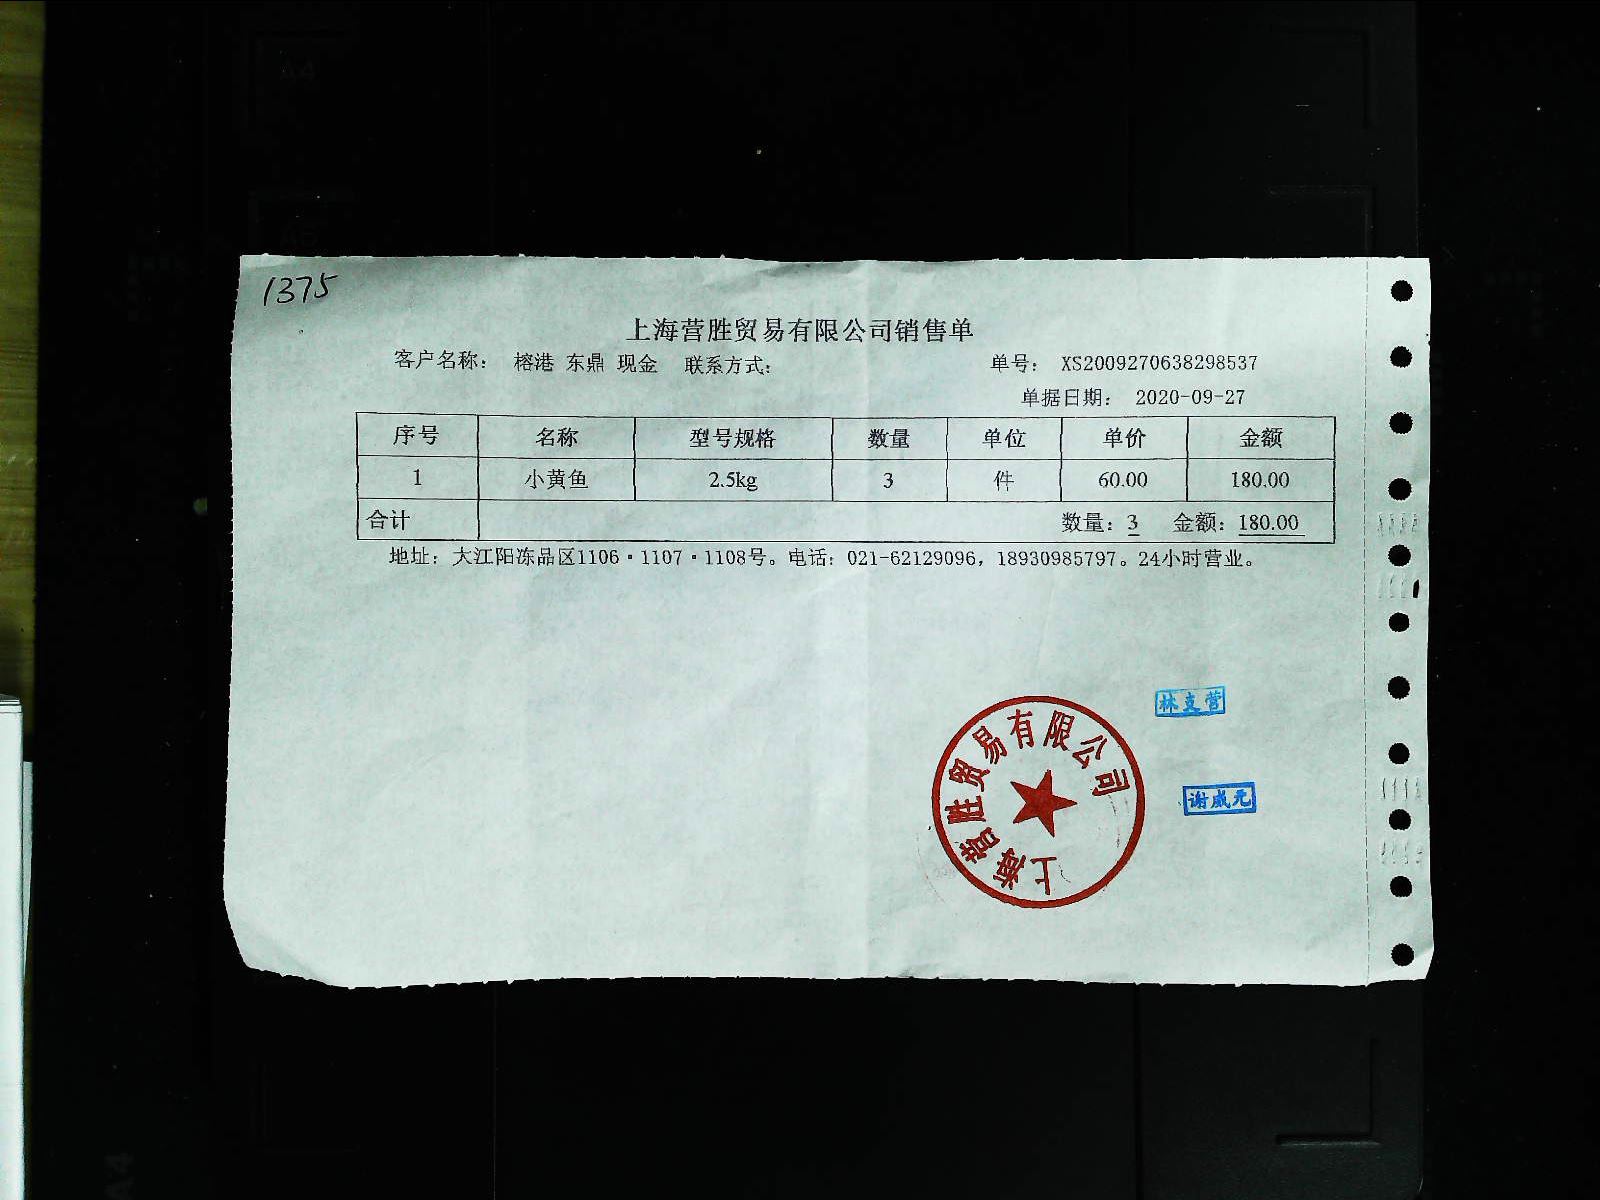 1375
上海营胜贸易有限公司销售单
客户名称： 榕港 东鼎 现金 联系方式： 单号： XS2009270638298537
单据日期： 2020-09-27
序号 名称 型号规格 数量 单位 单价 金额
1 小黄鱼 2.5kg 3 件 60.00 180.00
合计 数量：3 金额：180.00
地址：大江阳冻品区1106·1107·1108号。电话：021-62129096，18930985797。24小时营业。
林支营
上海营胜贸易有限公司
谢威元